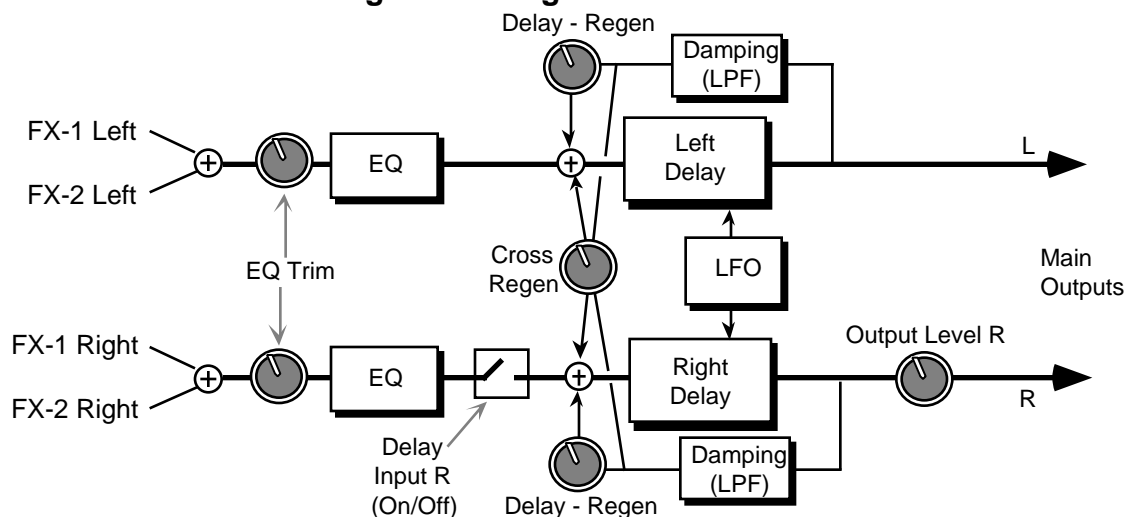 Delay - Regen
Damping
(LPF)
FX-1 Left
FX-2 Left
+
EQ
+
Left
Delay
L
EQ Trim
Cross
Regen
LFO
Main
Outputs
FX-1 Right
FX-2 Right
+
EQ
+
Right
Delay
Output Level R
R
Delay
Input R
(On/Off)
Delay - Regen
Damping
(LPF)